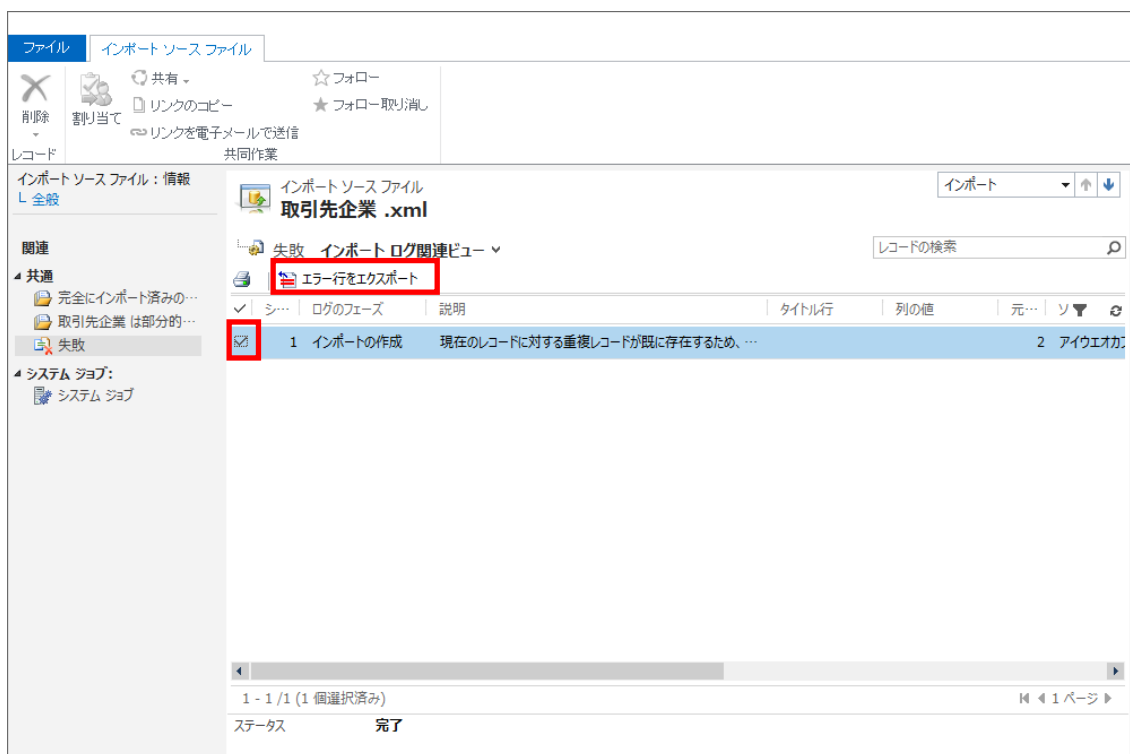 ファイル インポート ソース ファイル
削除
割り当て
共有
リンクのコピー
リンクを電子メールで送信
フォロー
フォロー取り消し
レコード
共同作業
インポート ソース ファイル : 情報
全般
関連
共通
完全にインポート済みの…
取引先企業 は部分的…
失敗
システム ジョブ:
システム ジョブ
インポート ソース ファイル
取引先企業 .xml
インポート
失敗 インポート ログ関連ビュー
レコードの検索
エラー行をエクスポート
シ… ログのフェーズ 説明 タイトル行 列の値 元… ソ
1 インポートの作成 現在のレコードに対する重複レコードが既に存在するため、… 2 アイウエオカ
1 - 1 /1 (1 個選択済み) 1 ページ
ステータス 完了